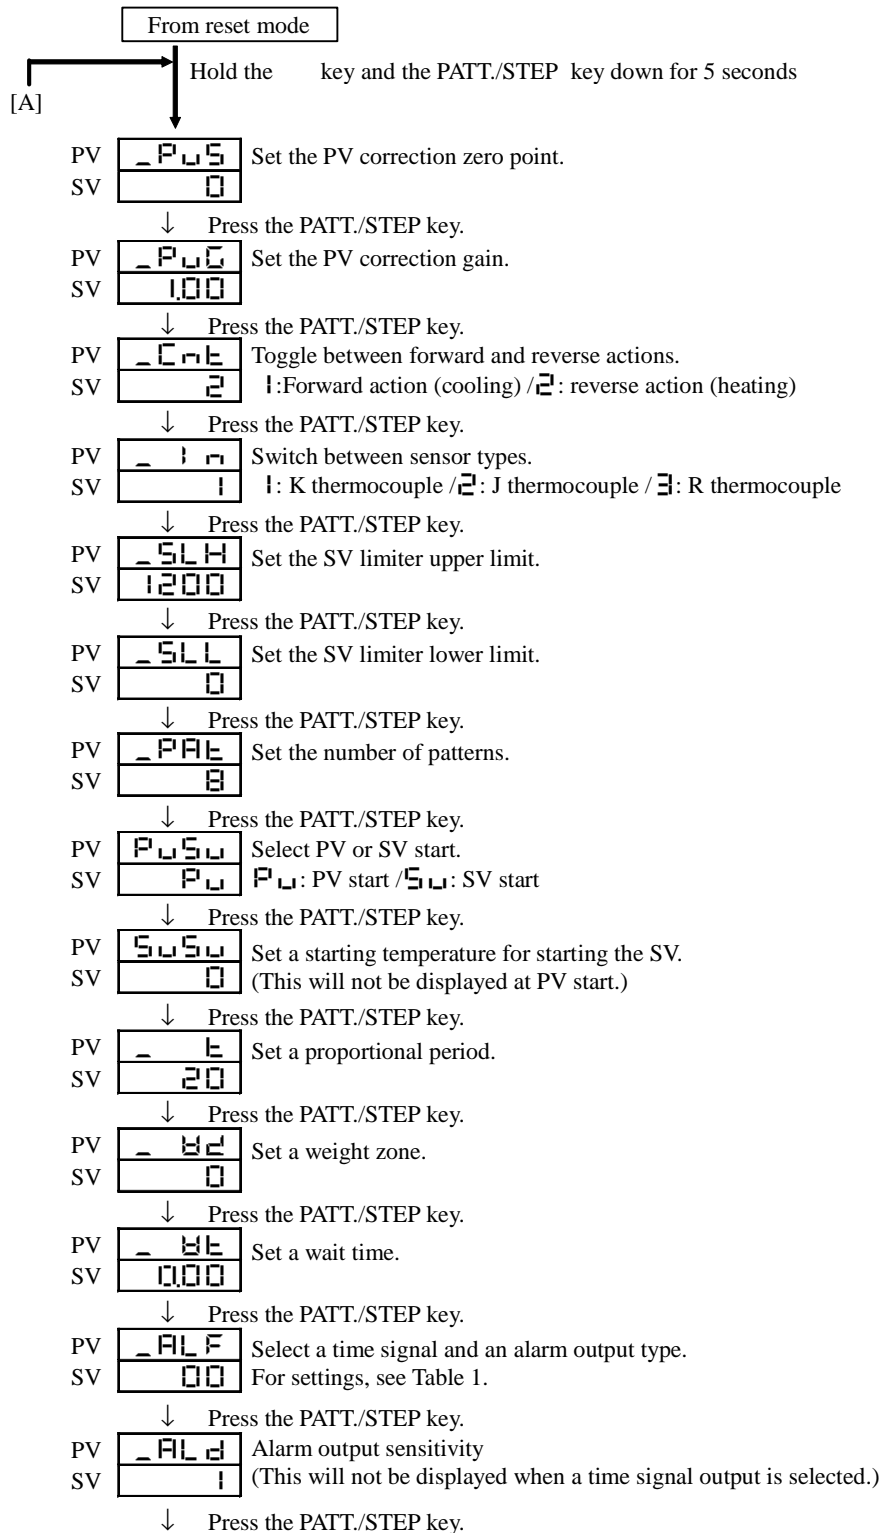 From reset mode
Hold the key and the PATT./STEP key down for 5 seconds
[A]
PV _PuS Set the PV correction zero point.
SV 0
↓ Press the PATT./STEP key.
PV _PuG Set the PV correction gain.
SV 1.00
↓ Press the PATT./STEP key.
PV _Cnt Toggle between forward and reverse actions.
SV 2 1:Forward action (cooling) /2: reverse action (heating)
↓ Press the PATT./STEP key.
PV _ In Switch between sensor types.
SV 1 1: K thermocouple /2: J thermocouple / 3: R thermocouple
↓ Press the PATT./STEP key.
PV _SLH Set the SV limiter upper limit.
SV 1200
↓ Press the PATT./STEP key.
PV _SLL Set the SV limiter lower limit.
SV 0
↓ Press the PATT./STEP key.
PV _PAt Set the number of patterns.
SV 8
↓ Press the PATT./STEP key.
PV PuSu Select PV or SV start.
SV Pu Pu: PV start /Su: SV start
↓ Press the PATT./STEP key.
PV SuSu Set a starting temperature for starting the SV.
SV 0 (This will not be displayed at PV start.)
↓ Press the PATT./STEP key.
PV _ t Set a proportional period.
SV 20
↓ Press the PATT./STEP key.
PV _ Wd Set a weight zone.
SV 0
↓ Press the PATT./STEP key.
PV _ Wt Set a wait time.
SV 0.00
↓ Press the PATT./STEP key.
PV _ALF Select a time signal and an alarm output type.
SV 00 For settings, see Table 1.
↓ Press the PATT./STEP key.
PV _ALd Alarm output sensitivity
SV 1 (This will not be displayed when a time signal output is selected.)
↓ Press the PATT./STEP key.